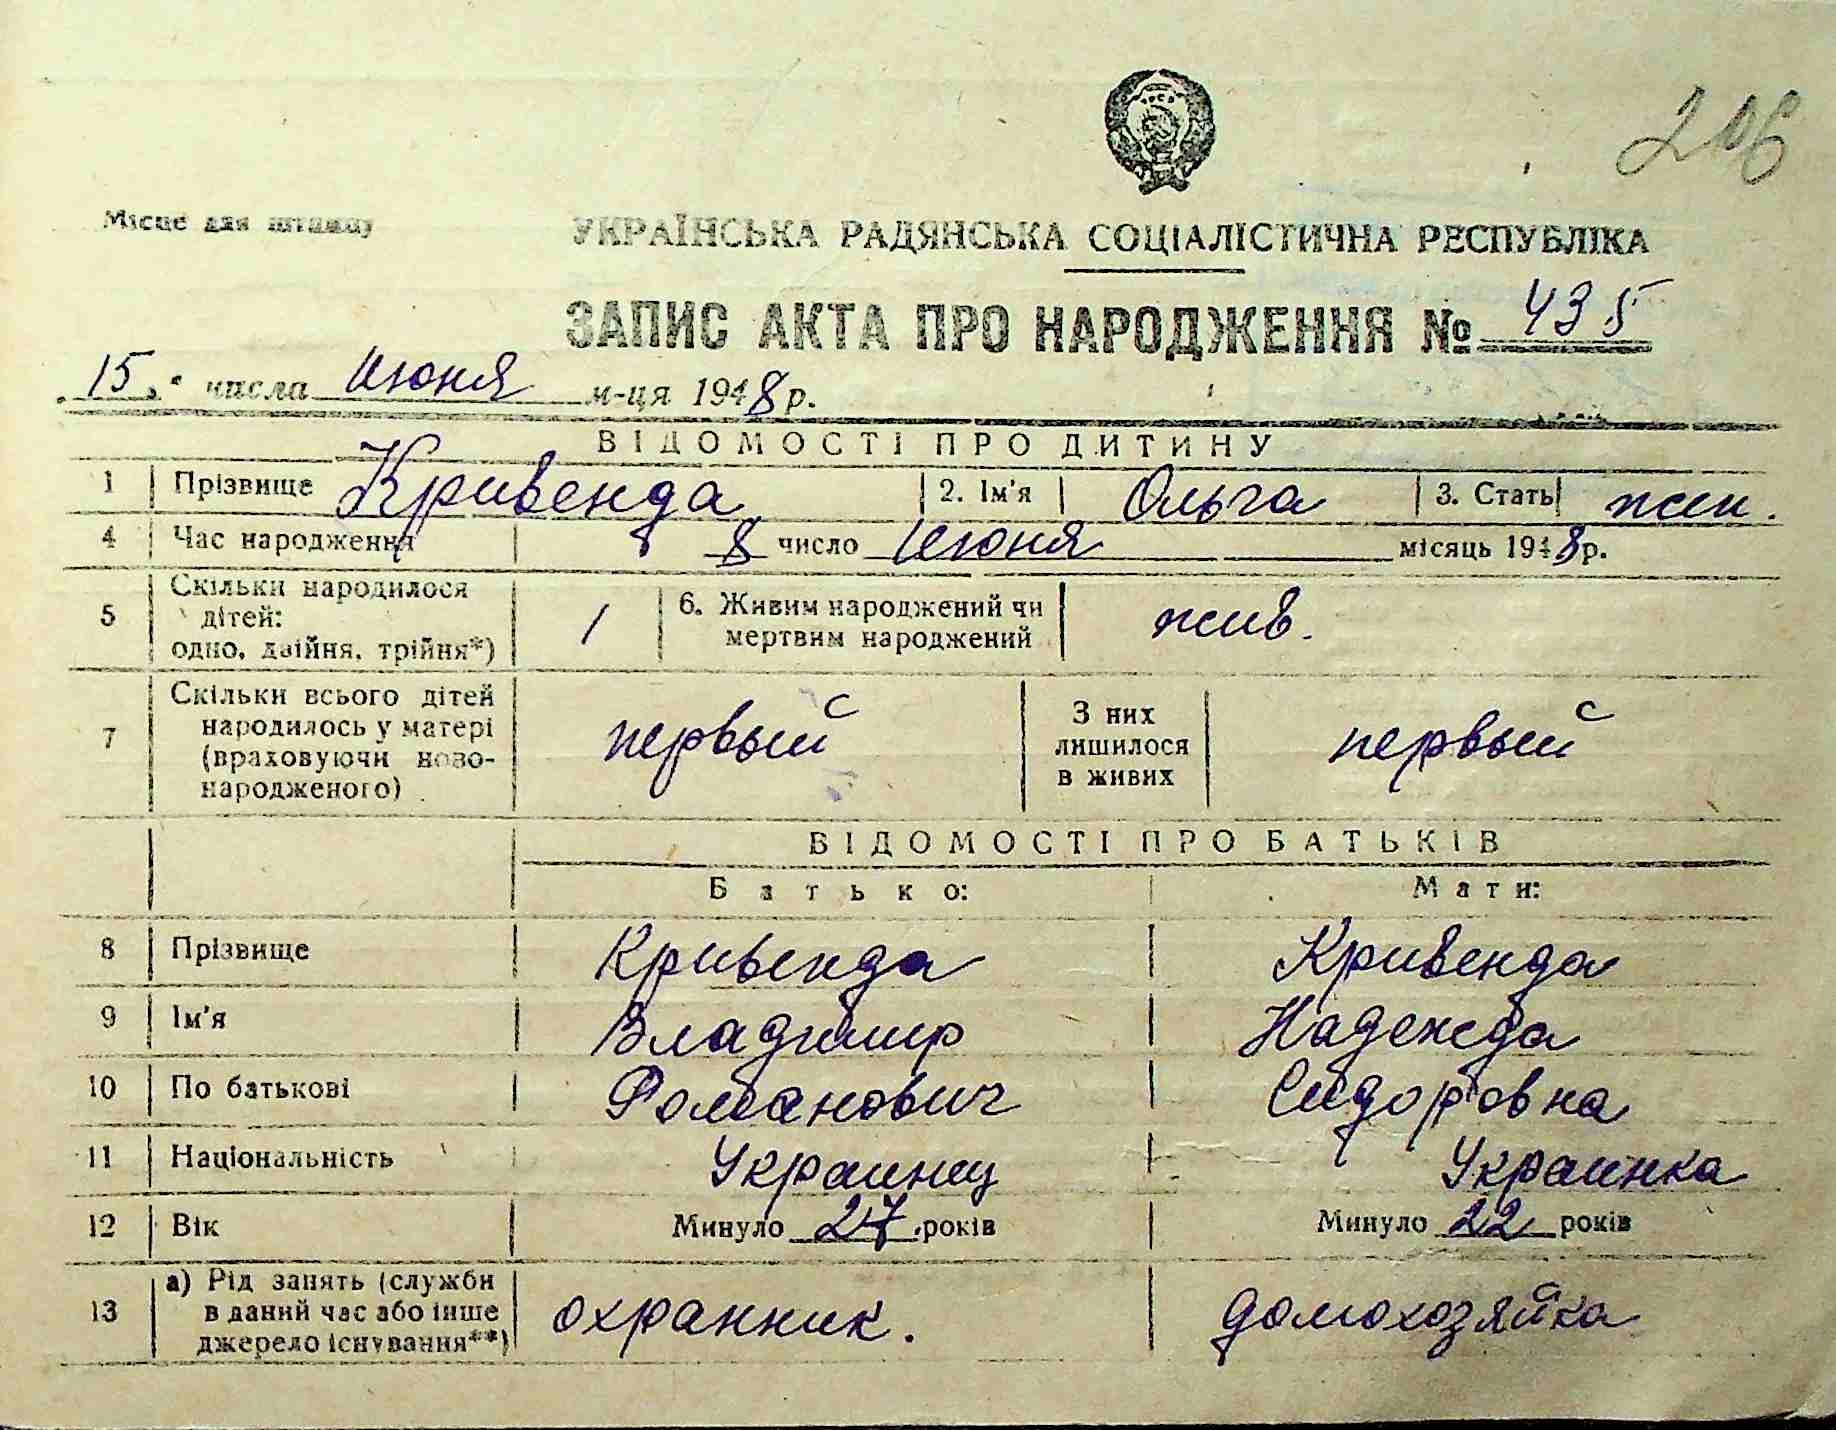 206
Місце для штампу
УКРАЇНСЬКА РАДЯНСЬКА СОЦІАЛІСТИЧНА РЕСПУБЛІКА
ЗАПИС АКТА ПРО НАРОДЖЕННЯ № 435
15 числа Июня м-ця 1948 р.
ВІДОМОСТІ ПРО ДИТИНУ
1 Прізвище Кривенда 2. Ім'я Ольга 3. Стать жен.
4 Час народження 8 число Июня місяць 1948 р.
5 Скільки народилося дітей: одно, двійня, трійня*) 1 6. Живим народжений чи мертвим народжений жив.
7 Скільки всього дітей народилось у матері (враховуючи новонародженого) первый З них лишилося в живих первый
ВІДОМОСТІ ПРО БАТЬКІВ
Батько: Мати:
8 Прізвище Кривенда Кривенда
9 Ім'я Владимир Надежда
10 По батькові Романович Сидоровна
11 Національність Украинец Украинка
12 Вік Минуло 27 років Минуло 22 років
13 а) Рід занять (служби в даний час або інше джерело існування**) охранник. домохозяйка